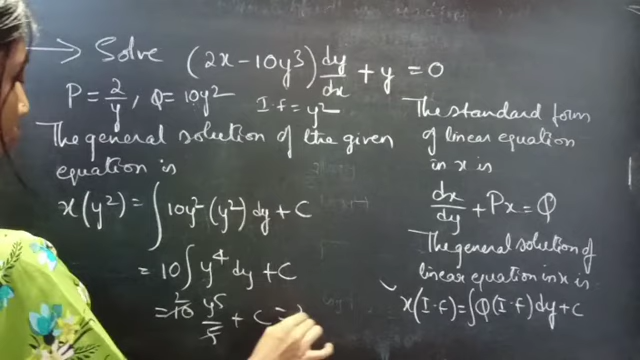 → Solve (2x - 10y³) dy/dx + y = 0
P = 2/y, Q = 10y² I.f = y²
The general solution of the given
equation is
x(y²) = ∫ 10y² (y²) dy + C
= 10 ∫ y⁴ dy + C
= 10 2 y⁵/5 + C =
The standard form
of linear equation
in x is
dx/dy + Px = Q
The general solution of
linear equation in x is
x(I.f) = ∫ Q(I.f) dy + C